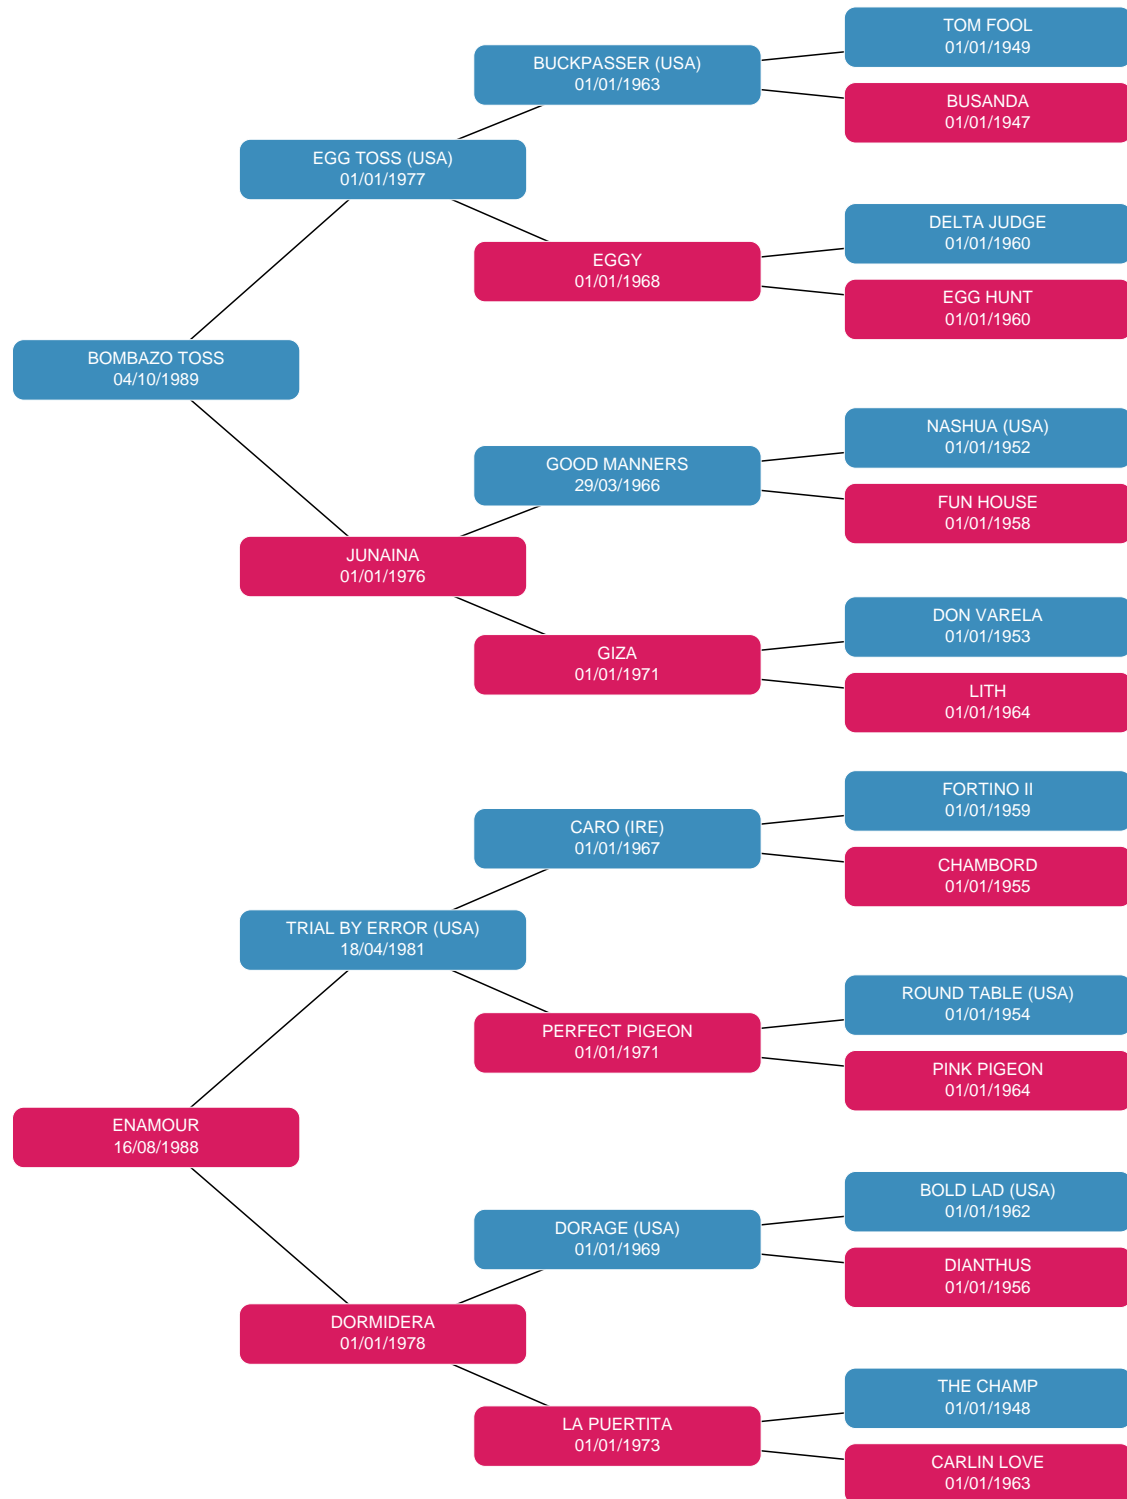 TOM FOOL
01/01/1949
BUCKPASSER (USA)
01/01/1963
BUSANDA
01/01/1947
EGG TOSS (USA)
01/01/1977
DELTA JUDGE
01/01/1960
EGGY
01/01/1968
EGG HUNT
01/01/1960
BOMBAZO TOSS
04/10/1989
NASHUA (USA)
01/01/1952
GOOD MANNERS
29/03/1966
FUN HOUSE
01/01/1958
JUNAINA
01/01/1976
DON VARELA
01/01/1953
GIZA
01/01/1971
LITH
01/01/1964
FORTINO II
01/01/1959
CARO (IRE)
01/01/1967
CHAMBORD
01/01/1955
TRIAL BY ERROR (USA)
18/04/1981
ROUND TABLE (USA)
01/01/1954
PERFECT PIGEON
01/01/1971
PINK PIGEON
01/01/1964
ENAMOUR
16/08/1988
BOLD LAD (USA)
01/01/1962
DORAGE (USA)
01/01/1969
DIANTHUS
01/01/1956
DORMIDERA
01/01/1978
THE CHAMP
01/01/1948
LA PUERTITA
01/01/1973
CARLIN LOVE
01/01/1963